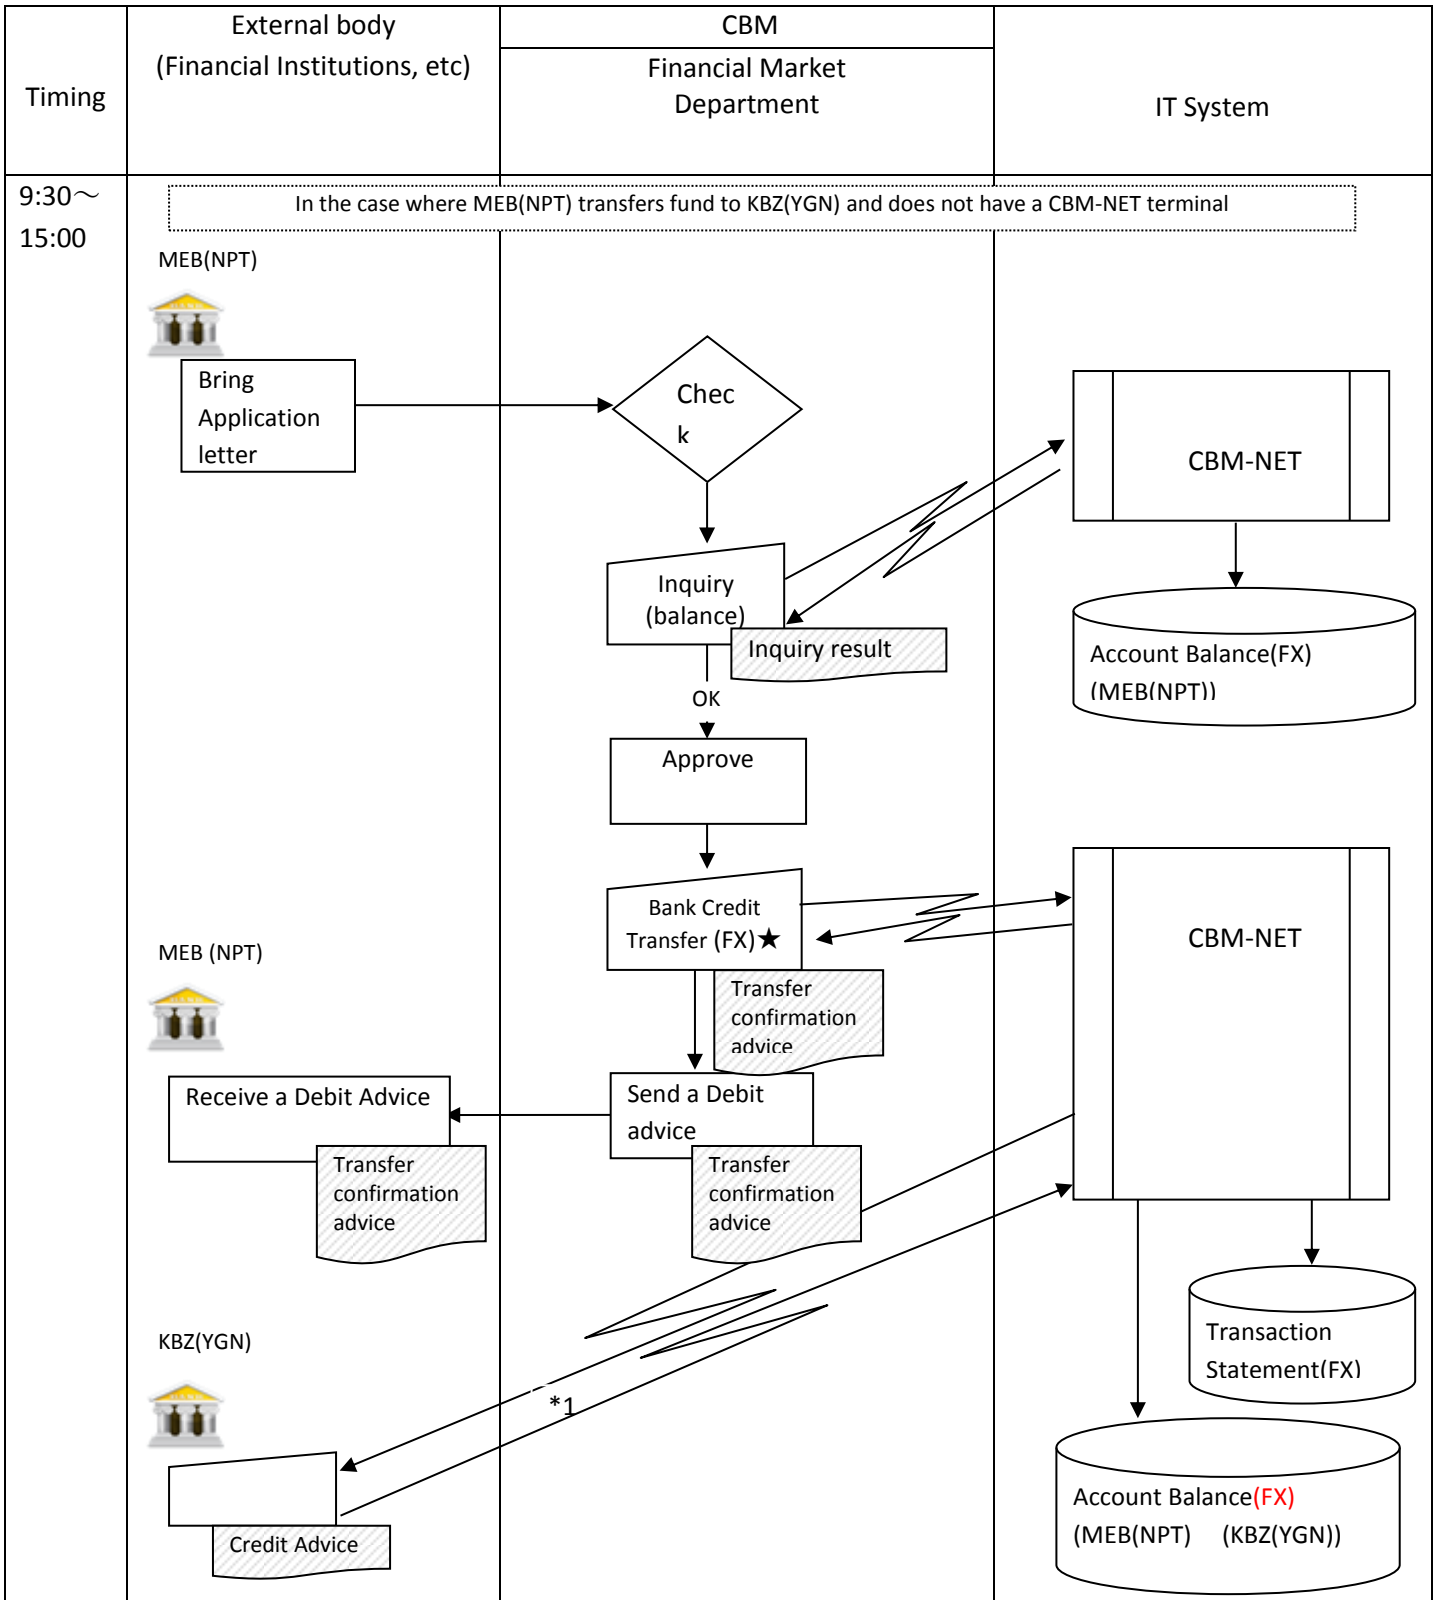 External body
(Financial Institutions, etc)
CBM
Financial Market
Department
Timing
IT System
9:30～
15:00
In the case where MEB(NPT) transfers fund to KBZ(YGN) and does not have a CBM-NET terminal
MEB(NPT)
Bring
Application
letter
Chec
k
CBM-NET
Inquiry
(balance)
Inquiry result
Account Balance(FX)
(MEB(NPT))
OK
Approve
Bank Credit
Transfer (FX)★
CBM-NET
MEB (NPT)
Transfer
confirmation
advice
Receive a Debit Advice
Send a Debit
advice
Transfer
confirmation
advice
Transfer
confirmation
advice
KBZ(YGN)
Transaction
Statement(FX)
*1
Account Balance(FX)
(MEB(NPT) (KBZ(YGN))
Credit Advice